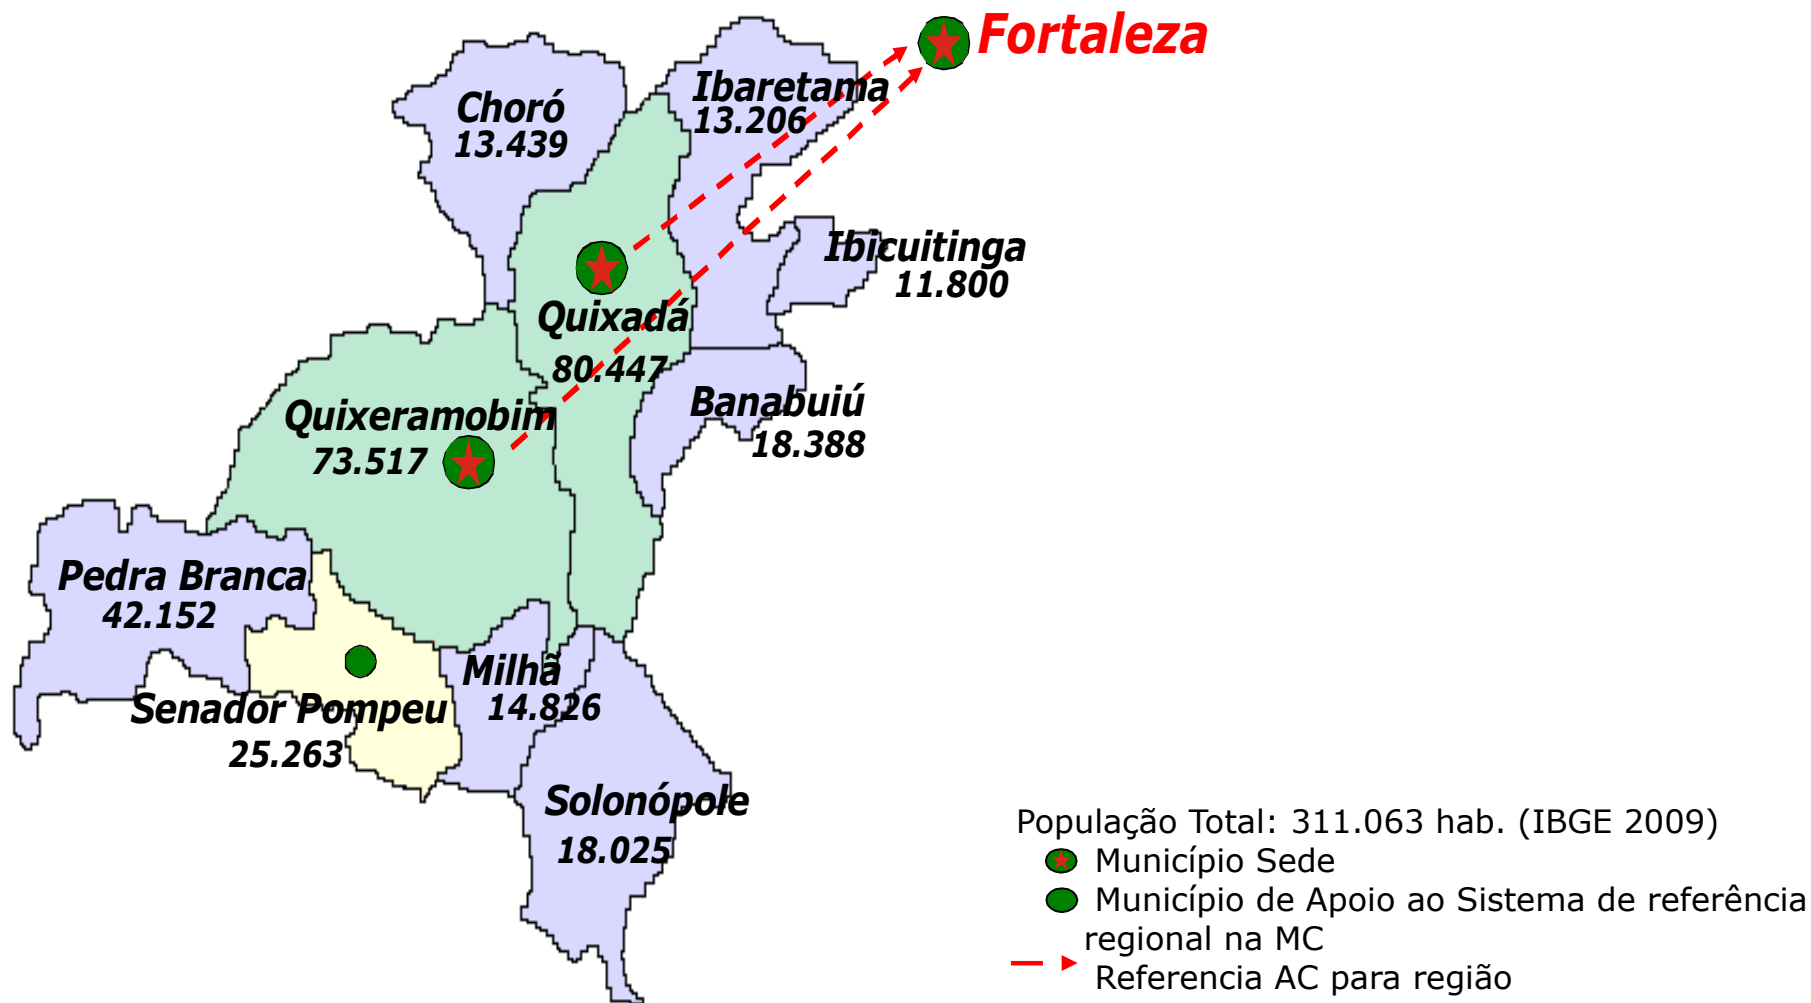 Fortaleza
Choró
13.439
Ibaretama
13.206
Ibicuitinga
11.800
Quixadá
80.447
Banabuiú
18.388
Quixeramobim
73.517
Pedra Branca
42.152
Milhã
14.826
Senador Pompeu
25.263
Solonópole
18.025
População Total: 311.063 hab. (IBGE 2009)
Município Sede
Município de Apoio ao Sistema de referência
regional na MC
Referencia AC para região